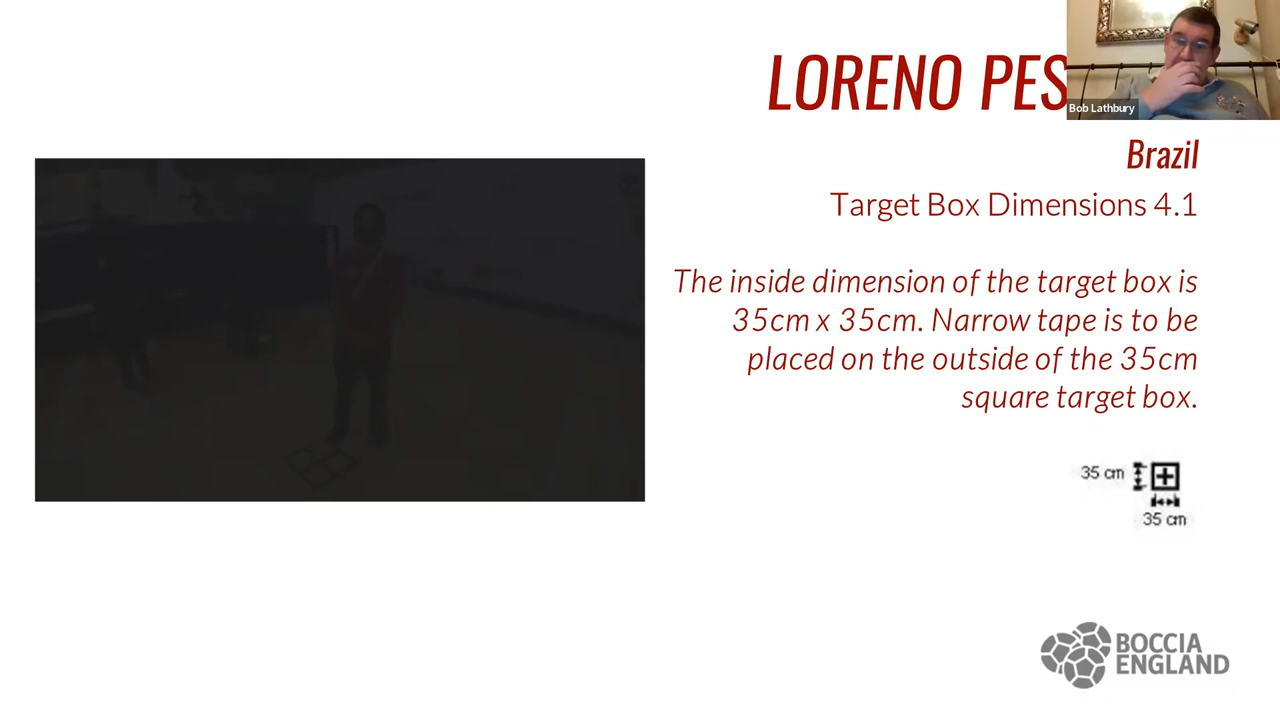 LORENO PES
Bob Lathbury
Brazil
Target Box Dimensions 4.1
The inside dimension of the target box is
35cm x 35cm. Narrow tape is to be
placed on the outside of the 35cm
square target box.
35 cm
35 cm
BOCCIA
ENGLAND